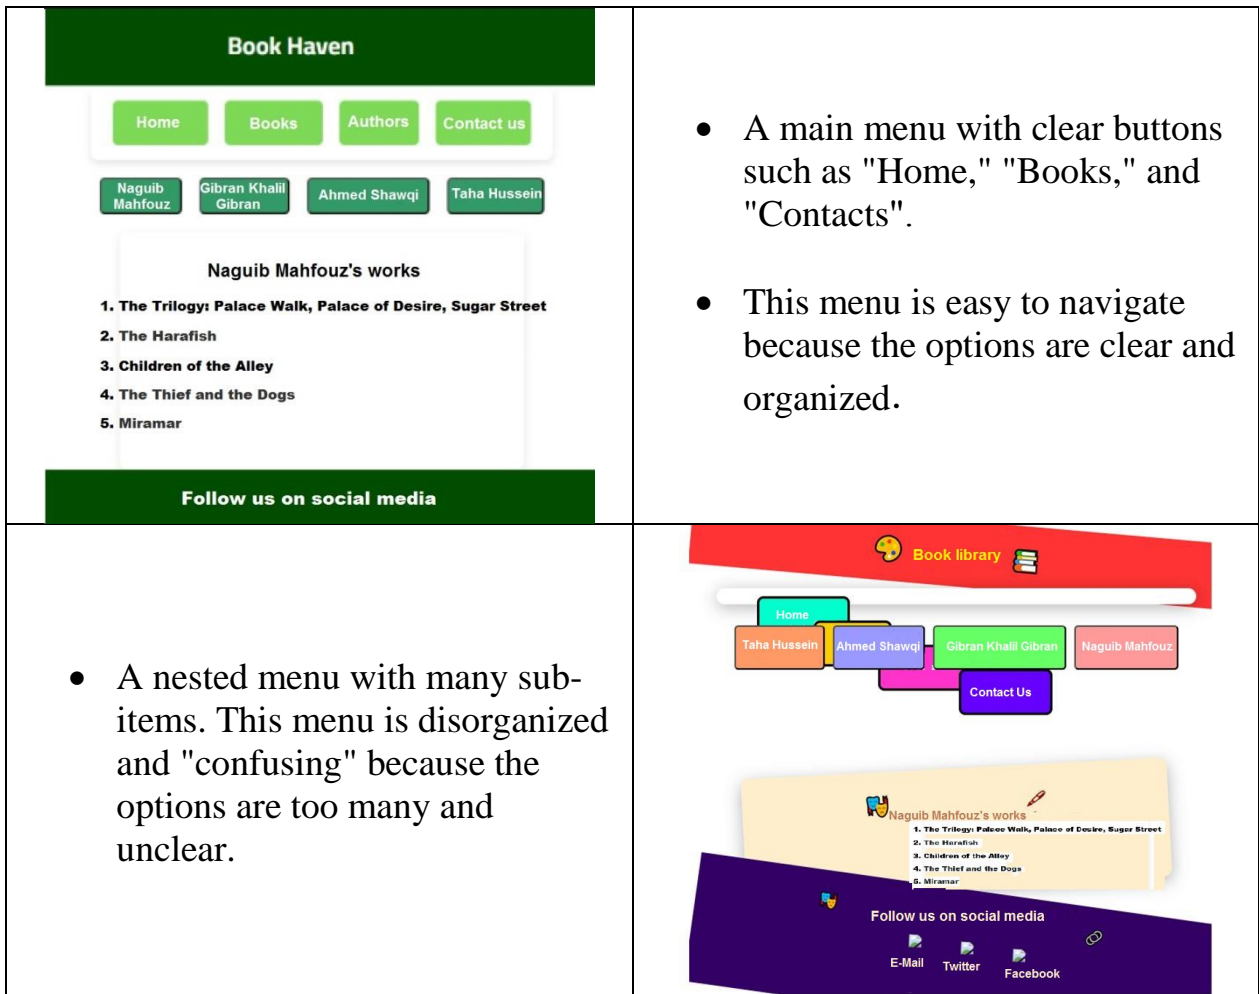 Book Haven
Home Books Authors Contact us
Naguib Mahfouz
Gibran Khalil Gibran
Ahmed Shawqi
Taha Hussein
Naguib Mahfouz's works
1. The Trilogy: Palace Walk, Palace of Desire, Sugar Street
2. The Harafish
3. Children of the Alley
4. The Thief and the Dogs
5. Miramar
Follow us on social media
• A main menu with clear buttons
such as "Home," "Books," and
"Contacts".
• This menu is easy to navigate
because the options are clear and
organized.
• A nested menu with many sub-
items. This menu is disorganized
and "confusing" because the
options are too many and
unclear.
Book library
Home
Taha Hussein Ahmed Shawqi Gibran Khalil Gibran Naguib Mahfouz
Contact Us
Naguib Mahfouz's works
1. The Trilogy: Palace Walk, Palace of Desire, Sugar Street
2. The Harafish
3. Children of the Alley
4. The Thief and the Dogs
5. Miramar
Follow us on social media
E-Mail Twitter Facebook